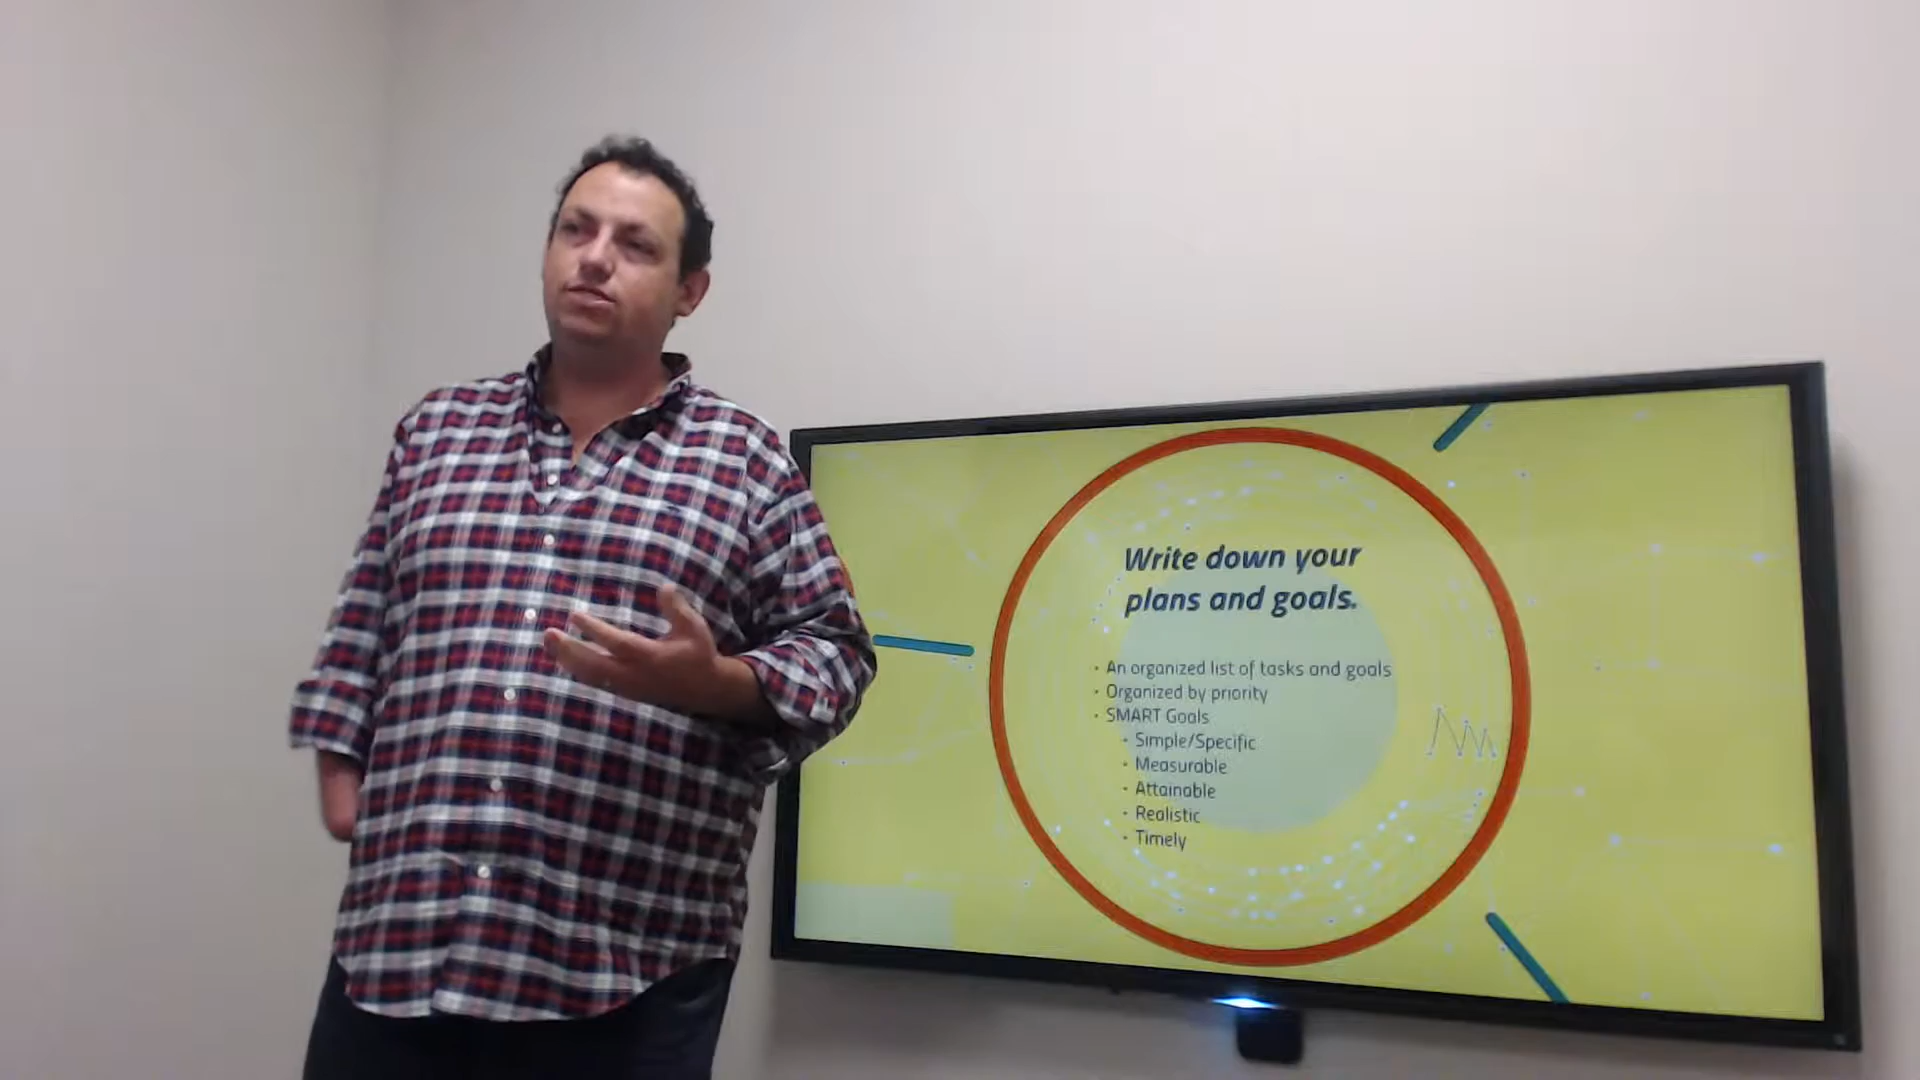 Write down your
plans and goals.
· An organized list of tasks and goals
· Organized by priority
· SMART Goals
· Simple/Specific
· Measurable
· Attainable
· Realistic
· Timely